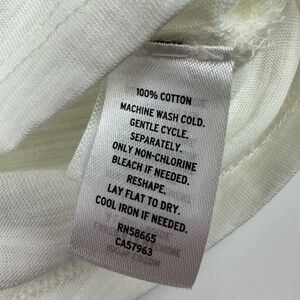 100% COTTON
MACHINE WASH COLD.
GENTLE CYCLE.
SEPARATELY.
ONLY NON-CHLORINE
BLEACH IF NEEDED.
RESHAPE.
LAY FLAT TO DRY.
COOL IRON IF NEEDED.
RN58665
CA57963